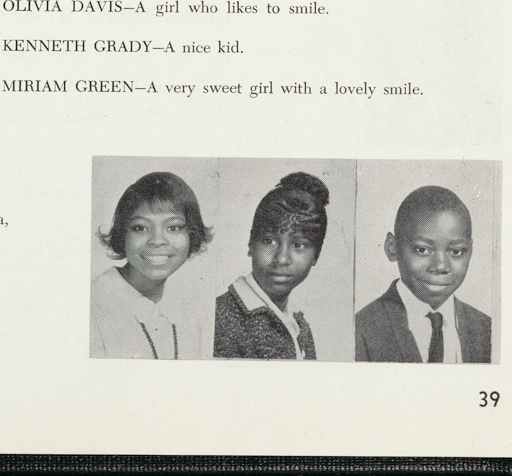 OLIVIA DAVIS—A girl who likes to smile.
KENNETH GRADY—A nice kid.
MIRIAM GREEN—A very sweet girl with a lovely smile.
a,
39